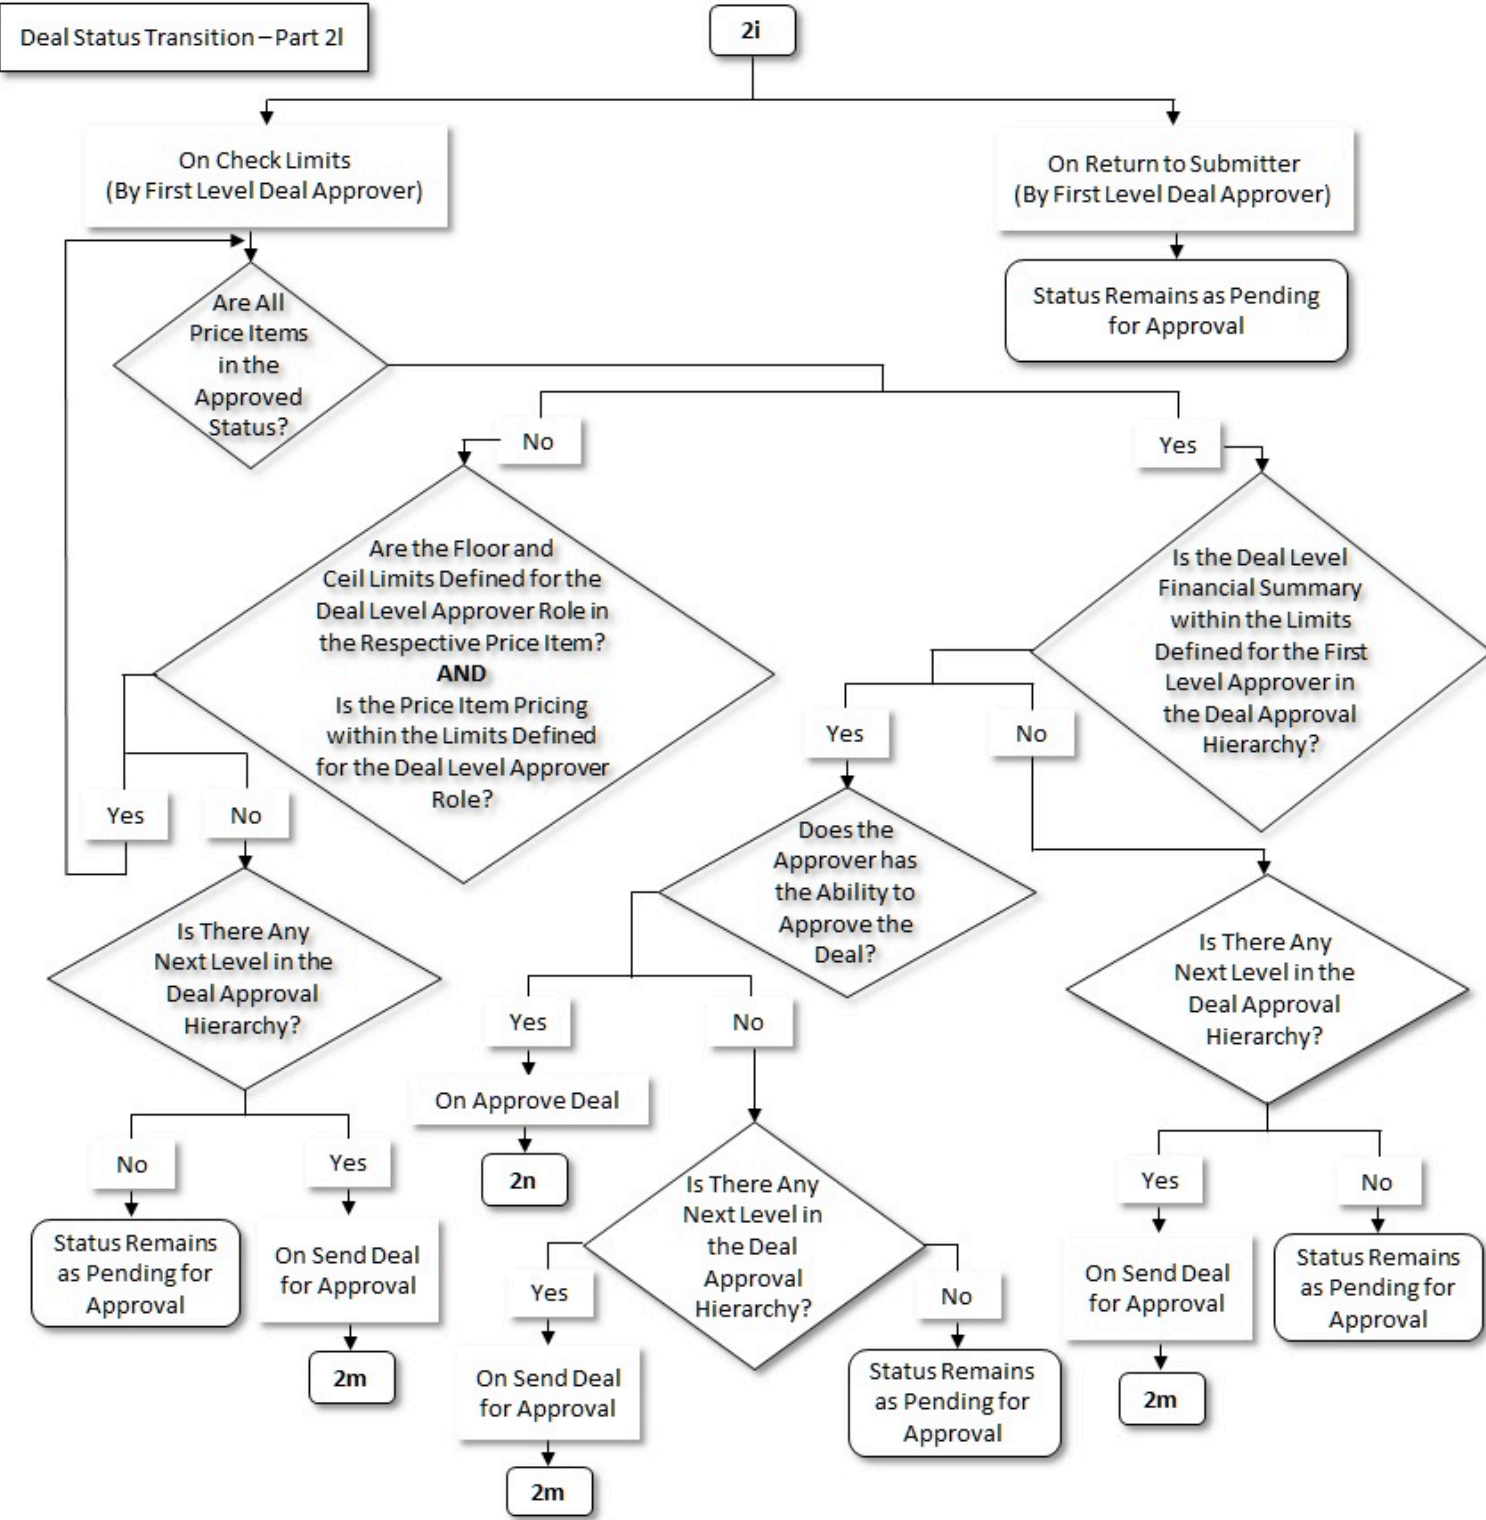 Deal Status Transition – Part 2l
2i
On Check Limits
(By First Level Deal Approver)
On Return to Submitter
(By First Level Deal Approver)
Status Remains as Pending
for Approval
Are All
Price Items
in the
Approved
Status?
No
Yes
Are the Floor and
Ceil Limits Defined for the
Deal Level Approver Role in
the Respective Price Item?
AND
Is the Price Item Pricing
within the Limits Defined
for the Deal Level Approver
Role?
Is the Deal Level
Financial Summary
within the Limits
Defined for the First
Level Approver in
the Deal Approval
Hierarchy?
Yes
No
Yes
No
Does the
Approver has
the Ability to
Approve the
Deal?
Is There Any
Next Level in the
Deal Approval
Hierarchy?
Is There Any
Next Level in the
Deal Approval
Hierarchy?
Yes
No
On Approve Deal
2n
No
Yes
Status Remains
as Pending for
Approval
On Send Deal
for Approval
2m
Is There Any
Next Level in
the Deal
Approval
Hierarchy?
Yes
No
On Send Deal
for Approval
2m
Status Remains
as Pending for
Approval
Yes
No
On Send Deal
for Approval
2m
Status Remains
as Pending for
Approval